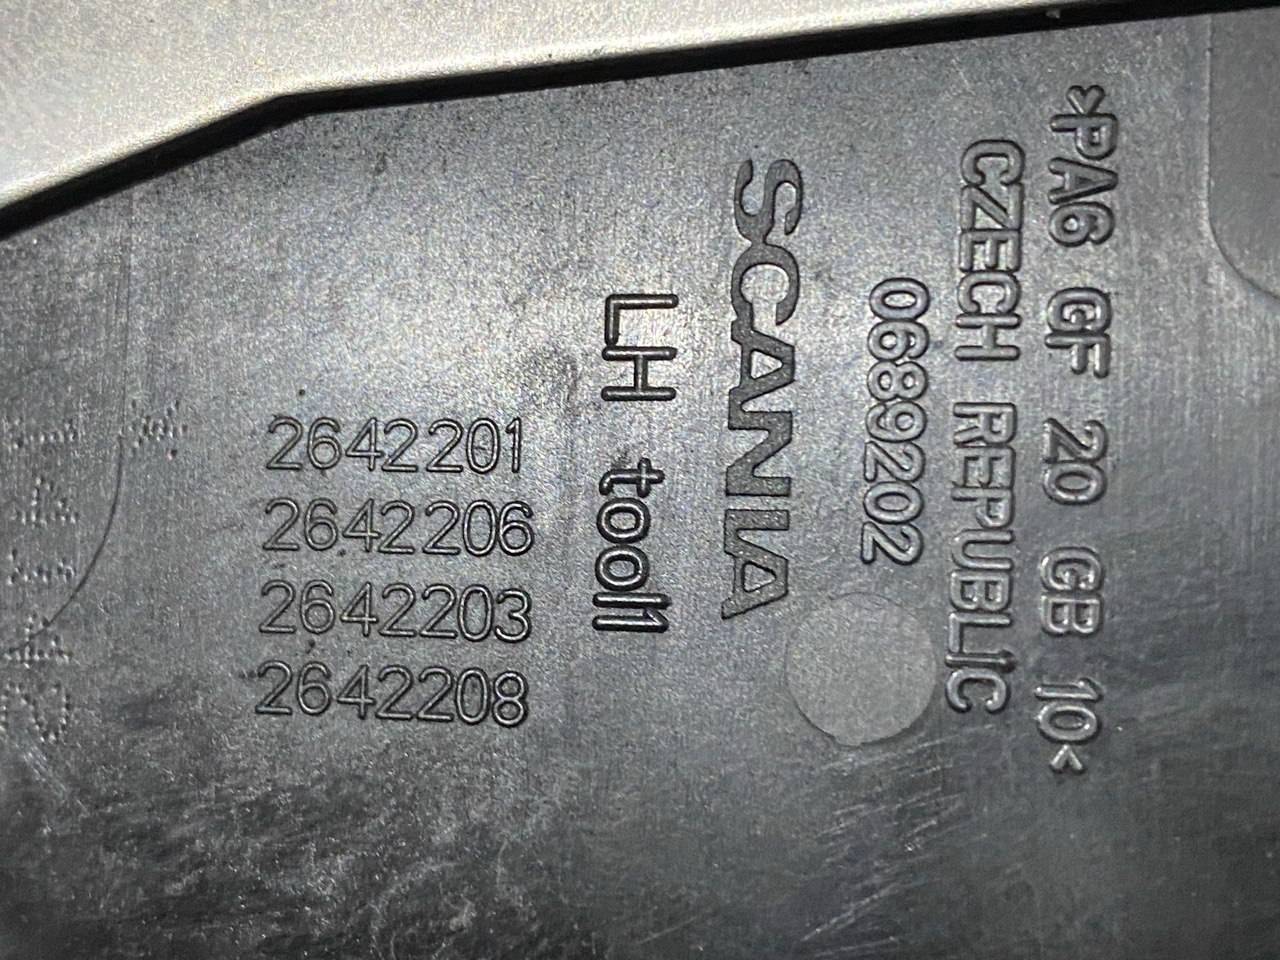 >PA6 GF 20 GB 10<
CZECH REPUBLIC
0689202
SCANIA
LH tool1
2642201
2642206
2642203
2642208